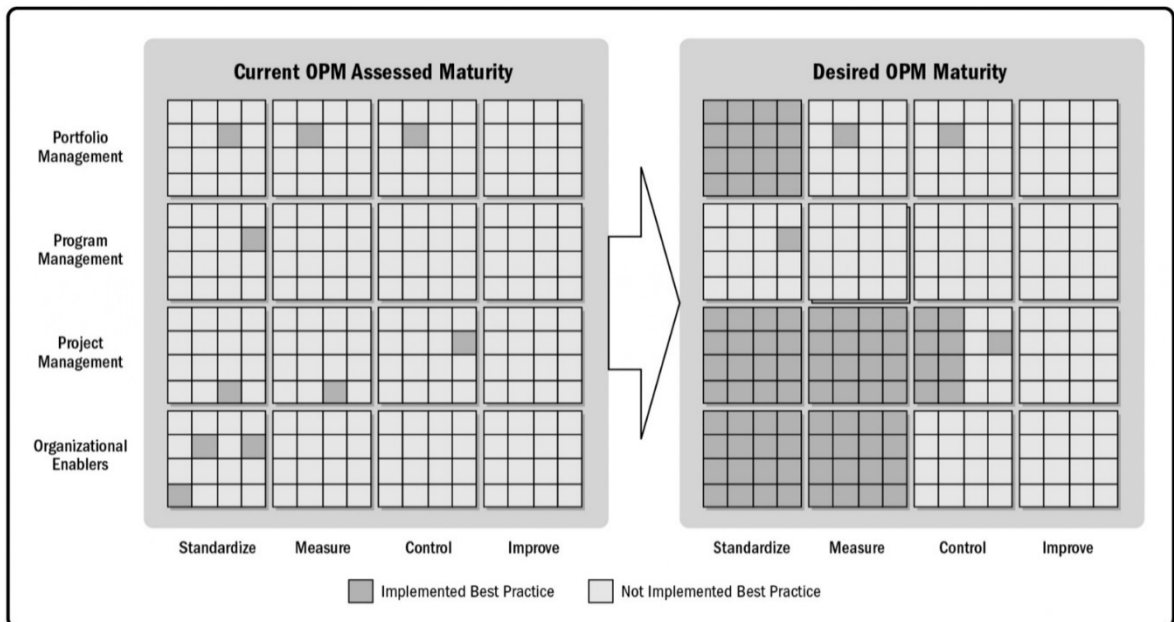 Current OPM Assessed Maturity
Desired OPM Maturity
Portfolio
Management
Program
Management
Project
Management
Organizational
Enablers
Standardize
Measure
Control
Improve
Standardize
Measure
Control
Improve
Implemented Best Practice
Not Implemented Best Practice